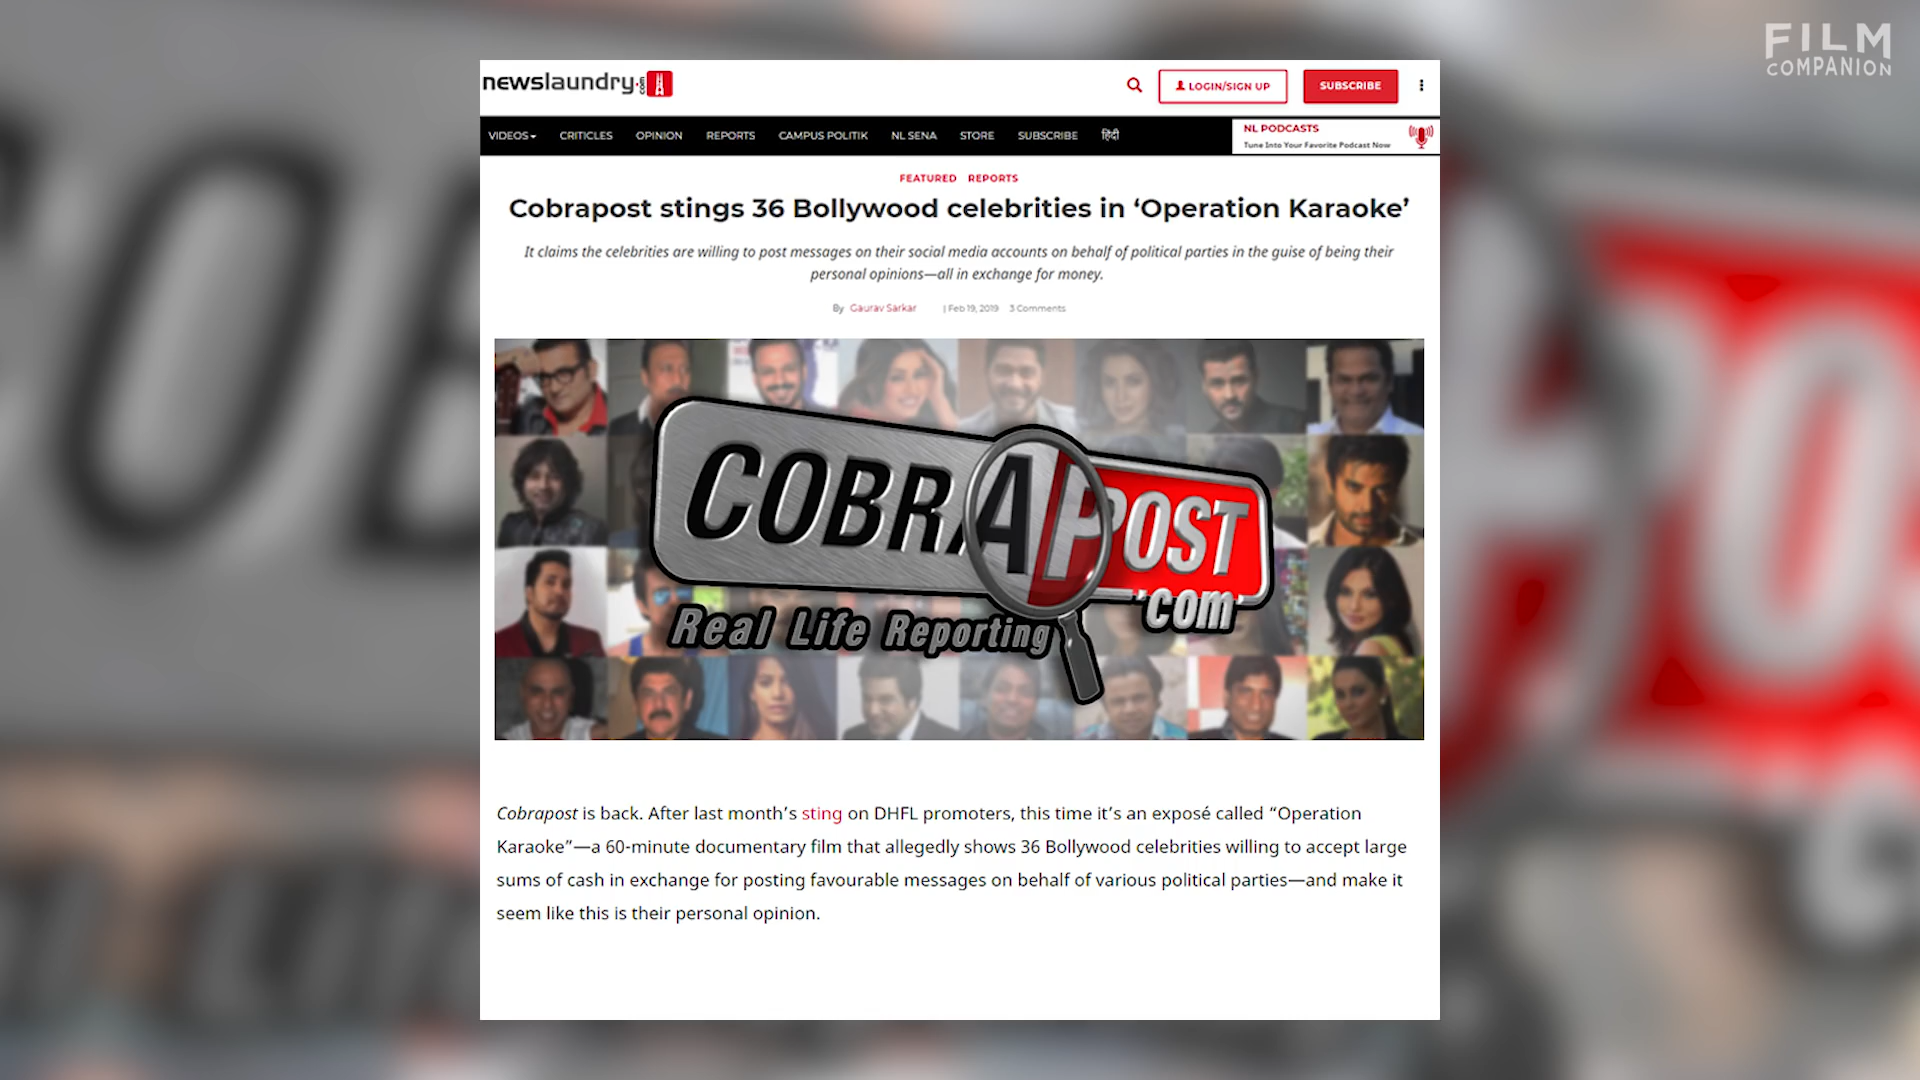 FILM
COMPANION
newslaundry.com
LOGIN/SIGN UP
SUBSCRIBE
VIDEOS CRITICLES OPINION REPORTS CAMPUS POLITIK NL SENA STORE SUBSCRIBE हिंदी
NL PODCASTS
Tune Into Your Favorite Podcast Now
FEATURED REPORTS
Cobrapost stings 36 Bollywood celebrities in ‘Operation Karaoke’
It claims the celebrities are willing to post messages on their social media accounts on behalf of political parties in the guise of being their
personal opinions—all in exchange for money.
By Gaurav Sarkar | Feb 19, 2019 3 Comments
COBRAPOST
.com
Real Life Reporting
Cobrapost is back. After last month’s sting on DHFL promoters, this time it’s an exposé called “Operation
Karaoke”—a 60-minute documentary film that allegedly shows 36 Bollywood celebrities willing to accept large
sums of cash in exchange for posting favourable messages on behalf of various political parties—and make it
seem like this is their personal opinion.